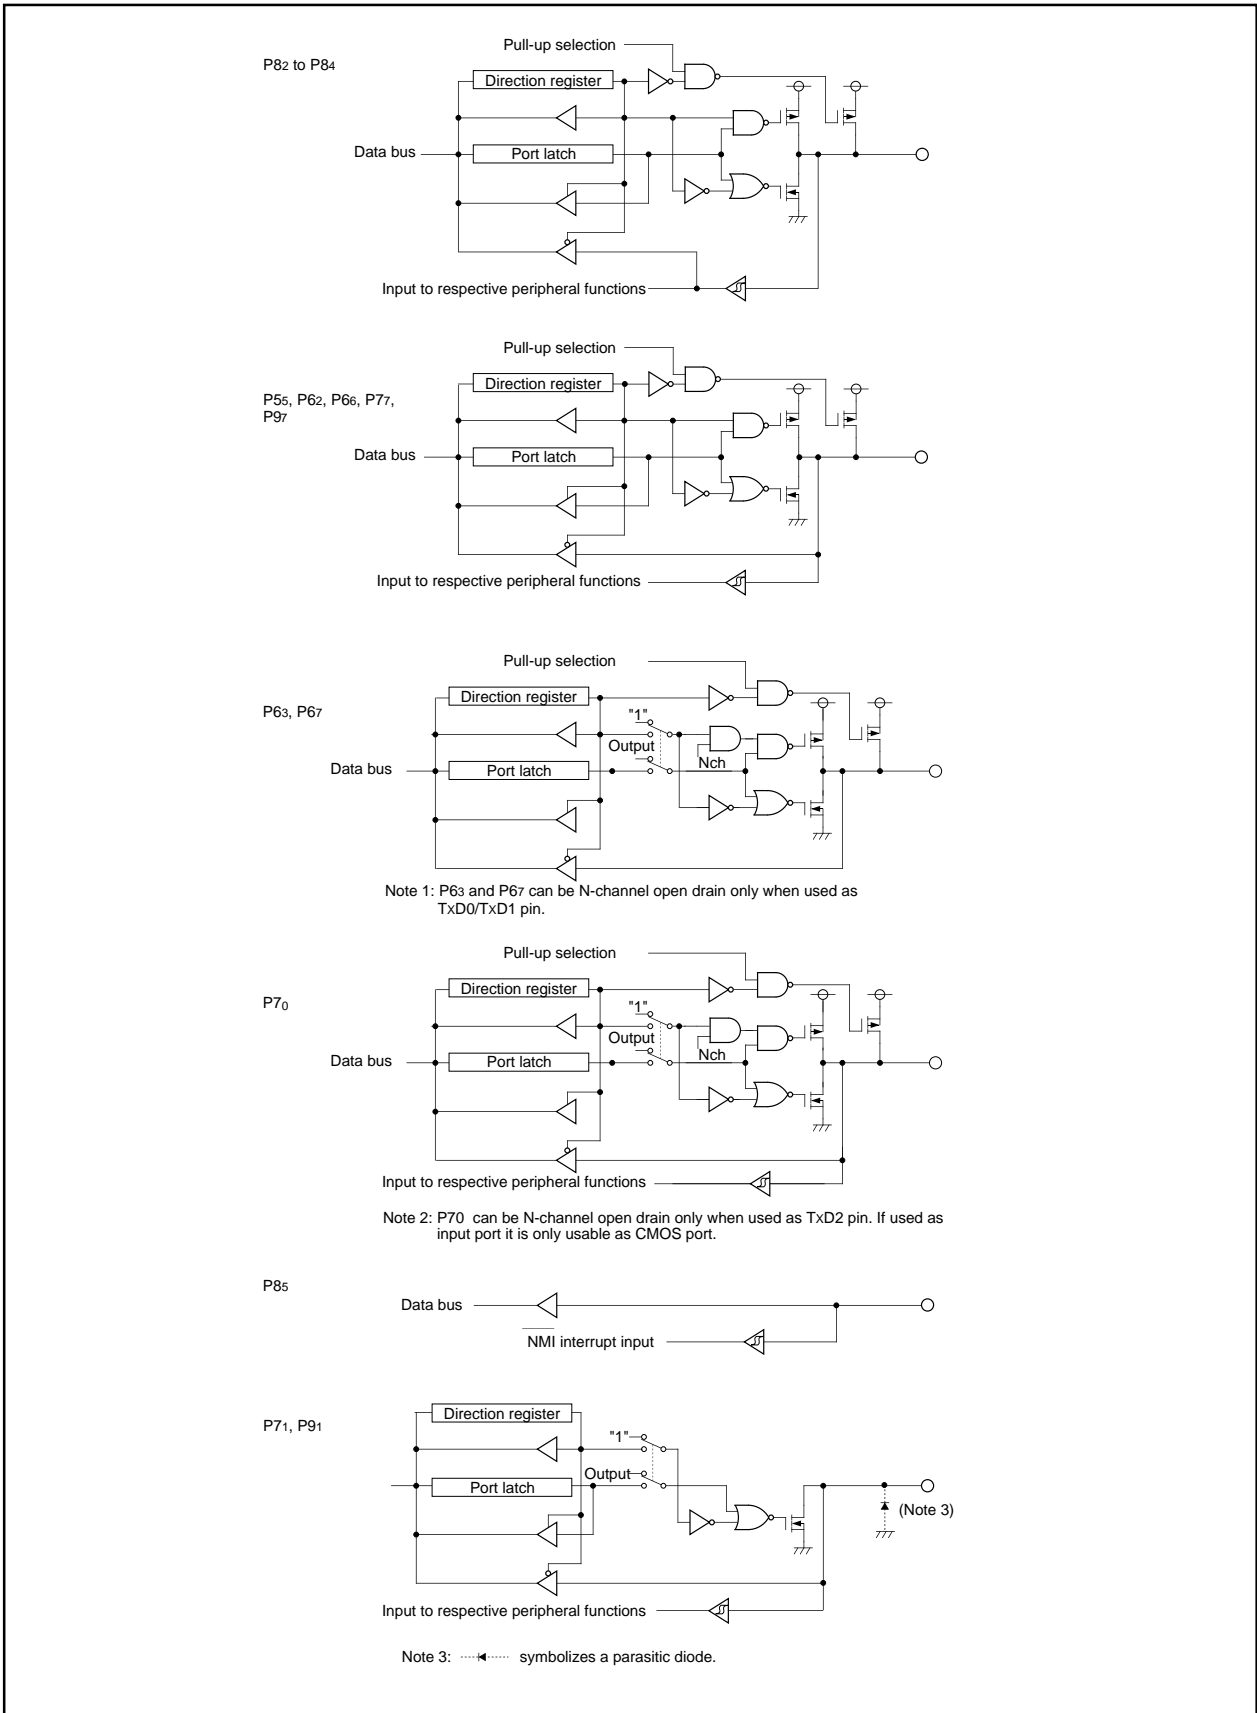 Pull-up selection
P82 to P84
Direction register
Data bus
Port latch
Input to respective peripheral functions
Pull-up selection
Direction register
P55, P62, P66, P77,
P97
Data bus
Port latch
Input to respective peripheral functions
Pull-up selection
Direction register
P63, P67
"1"
Output
Nch
Data bus
Port latch
Note 1: P63 and P67 can be N-channel open drain only when used as
TxD0/TxD1 pin.
Pull-up selection
Direction register
P70
"1"
Output
Nch
Data bus
Port latch
Input to respective peripheral functions
Note 2: P70 can be N-channel open drain only when used as TxD2 pin. If used as
input port it is only usable as CMOS port.
P85
Data bus
NMI interrupt input
Direction register
P71, P91
"1"
Output
Port latch
(Note 3)
Input to respective peripheral functions
Note 3: symbolizes a parasitic diode.